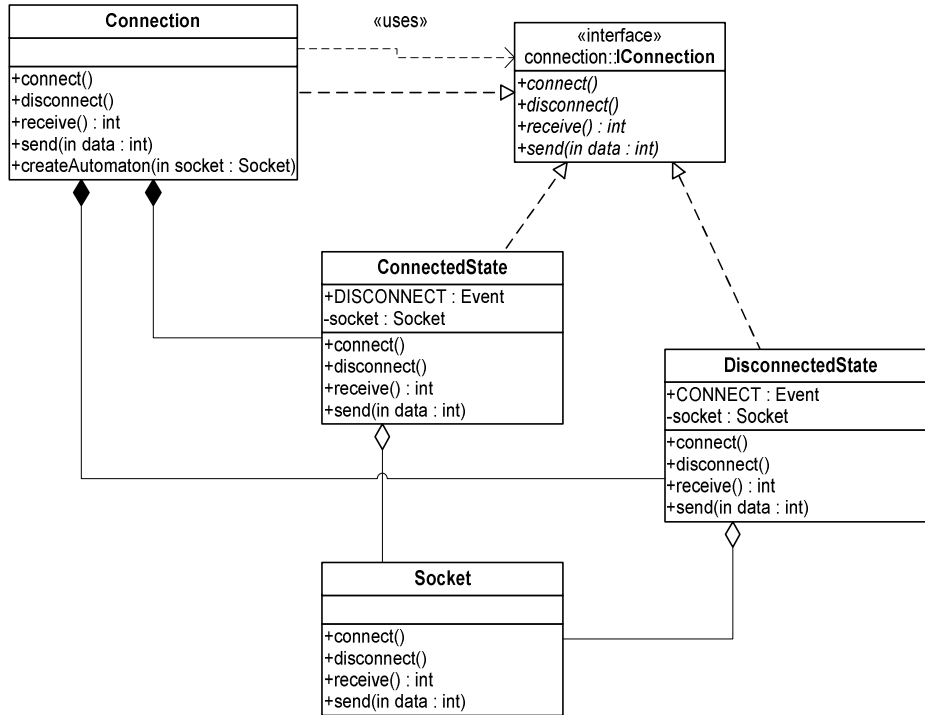 Connection
+connect()
+disconnect()
+receive() : int
+send(in data : int)
+createAutomaton(in socket : Socket)
«uses»
«interface»
connection::IConnection
+connect()
+disconnect()
+receive() : int
+send(in data : int)
ConnectedState
+DISCONNECT : Event
-socket : Socket
+connect()
+disconnect()
+receive() : int
+send(in data : int)
DisconnectedState
+CONNECT : Event
-socket : Socket
+connect()
+disconnect()
+receive() : int
+send(in data : int)
Socket
+connect()
+disconnect()
+receive() : int
+send(in data : int)